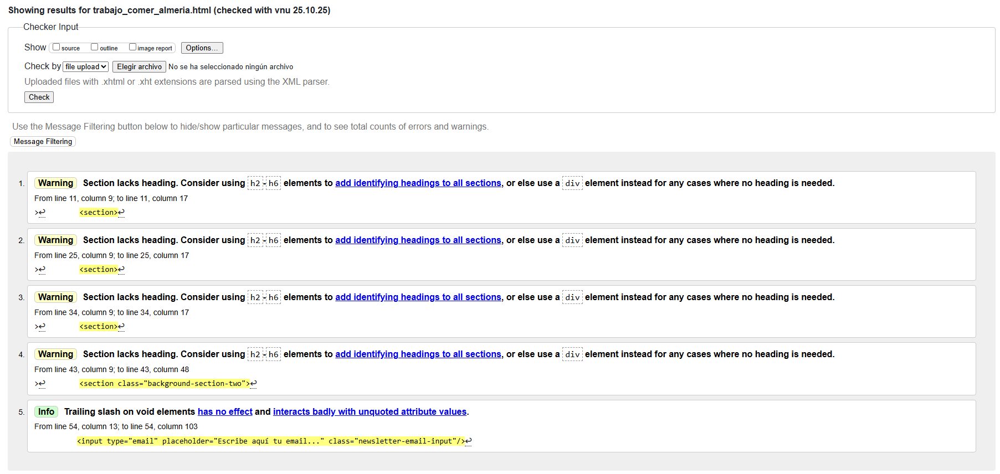 Showing results for trabajo_comer_almeria.html (checked with vnu 25.10.25)
Checker Input
Show source outline image report Options...
Check by file upload Elegir archivo No se ha seleccionado ningún archivo
Uploaded files with .xhtml or .xht extensions are parsed using the XML parser.
Check
Use the Message Filtering button below to hide/show particular messages, and to see total counts of errors and warnings.
Message Filtering
1. Warning Section lacks heading. Consider using h2-h6 elements to add identifying headings to all sections, or else use a div element instead for any cases where no heading is needed.
From line 11, column 9; to line 11, column 17
>↩ <section>↩
2. Warning Section lacks heading. Consider using h2-h6 elements to add identifying headings to all sections, or else use a div element instead for any cases where no heading is needed.
From line 25, column 9; to line 25, column 17
>↩ <section>↩
3. Warning Section lacks heading. Consider using h2-h6 elements to add identifying headings to all sections, or else use a div element instead for any cases where no heading is needed.
From line 34, column 9; to line 34, column 17
>↩ <section>↩
4. Warning Section lacks heading. Consider using h2-h6 elements to add identifying headings to all sections, or else use a div element instead for any cases where no heading is needed.
From line 43, column 9; to line 43, column 48
>↩ <section class="background-section-two">↩
5. Info Trailing slash on void elements has no effect and interacts badly with unquoted attribute values.
From line 54, column 13; to line 54, column 103
<input type="email" placeholder="Escribe aquí tu email..." class="newsletter-email-input"/>↩